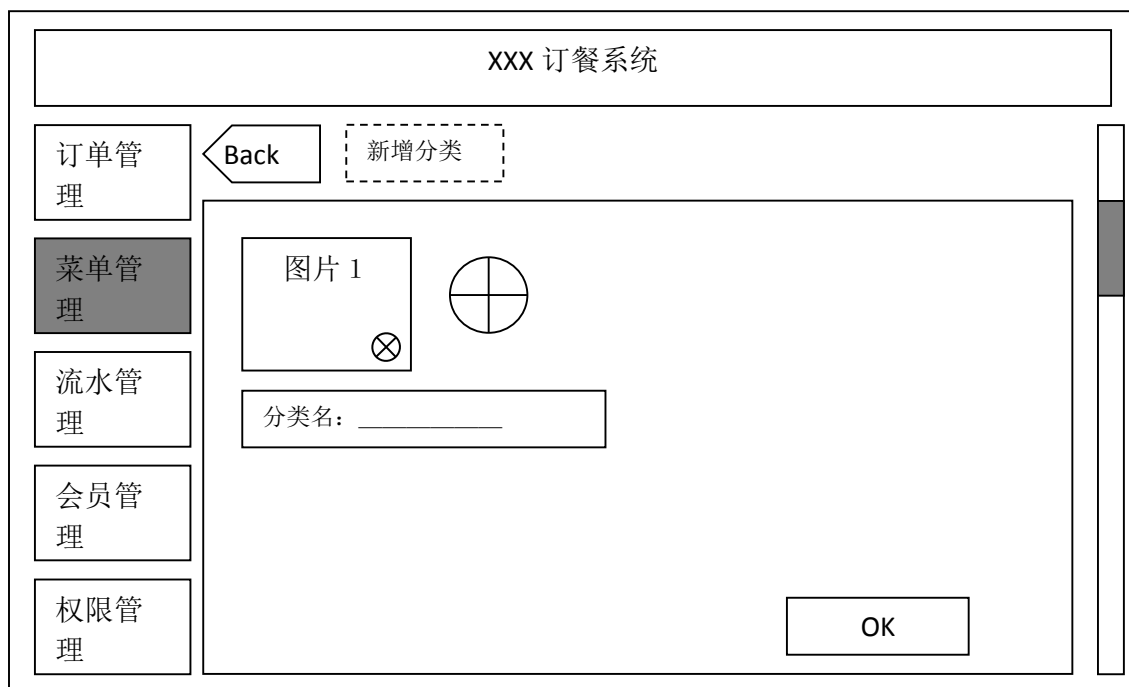 XXX 订餐系统
订单管
理
Back
新增分类
菜单管
理
图片 1
流水管
理
分类名：____________
会员管
理
权限管
理
OK